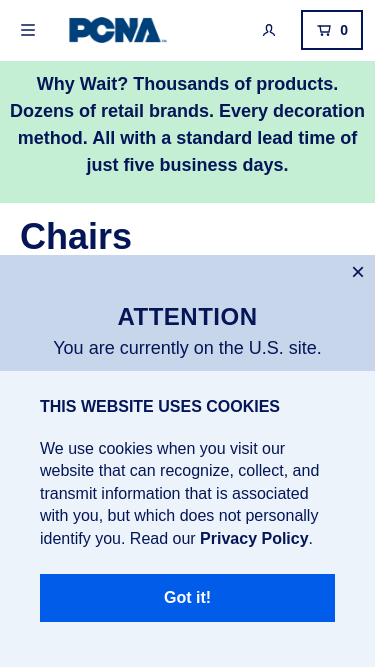 PCNA
0
Why Wait? Thousands of products.
Dozens of retail brands. Every decoration
method. All with a standard lead time of
just five business days.
Chairs
ATTENTION
You are currently on the U.S. site.
THIS WEBSITE USES COOKIES
We use cookies when you visit our
website that can recognize, collect, and
transmit information that is associated
with you, but which does not personally
identify you. Read our Privacy Policy.
Got it!